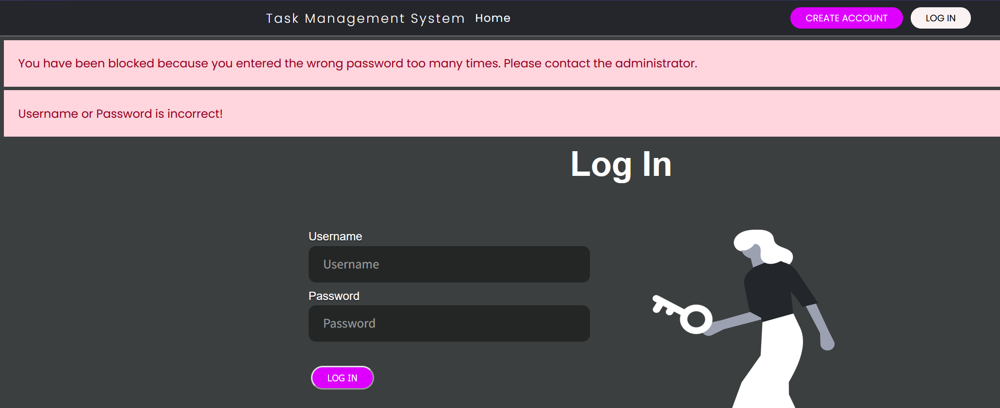 Task Management System Home CREATE ACCOUNT LOG IN
You have been blocked because you entered the wrong password too many times. Please contact the administrator.
Username or Password is incorrect!
Log In
Username
Username
Password
Password
LOG IN